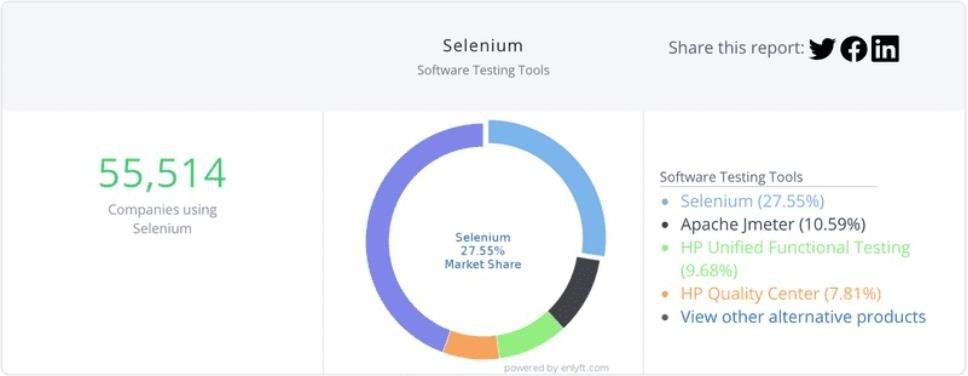 Selenium
Software Testing Tools
Share this report:
55,514
Companies using
Selenium
Selenium
27.55%
Market Share
powered by enlyft.com
Software Testing Tools
Selenium (27.55%)
Apache Jmeter (10.59%)
HP Unified Functional Testing
(9.68%)
HP Quality Center (7.81%)
View other alternative products